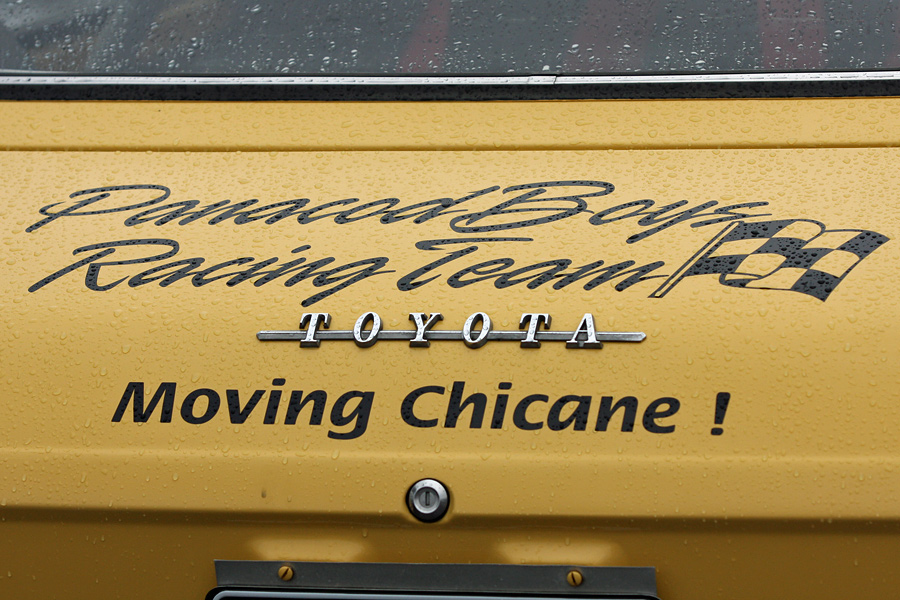 Pamacod Boys
Racing Team
TOYOTA
Moving Chicane !